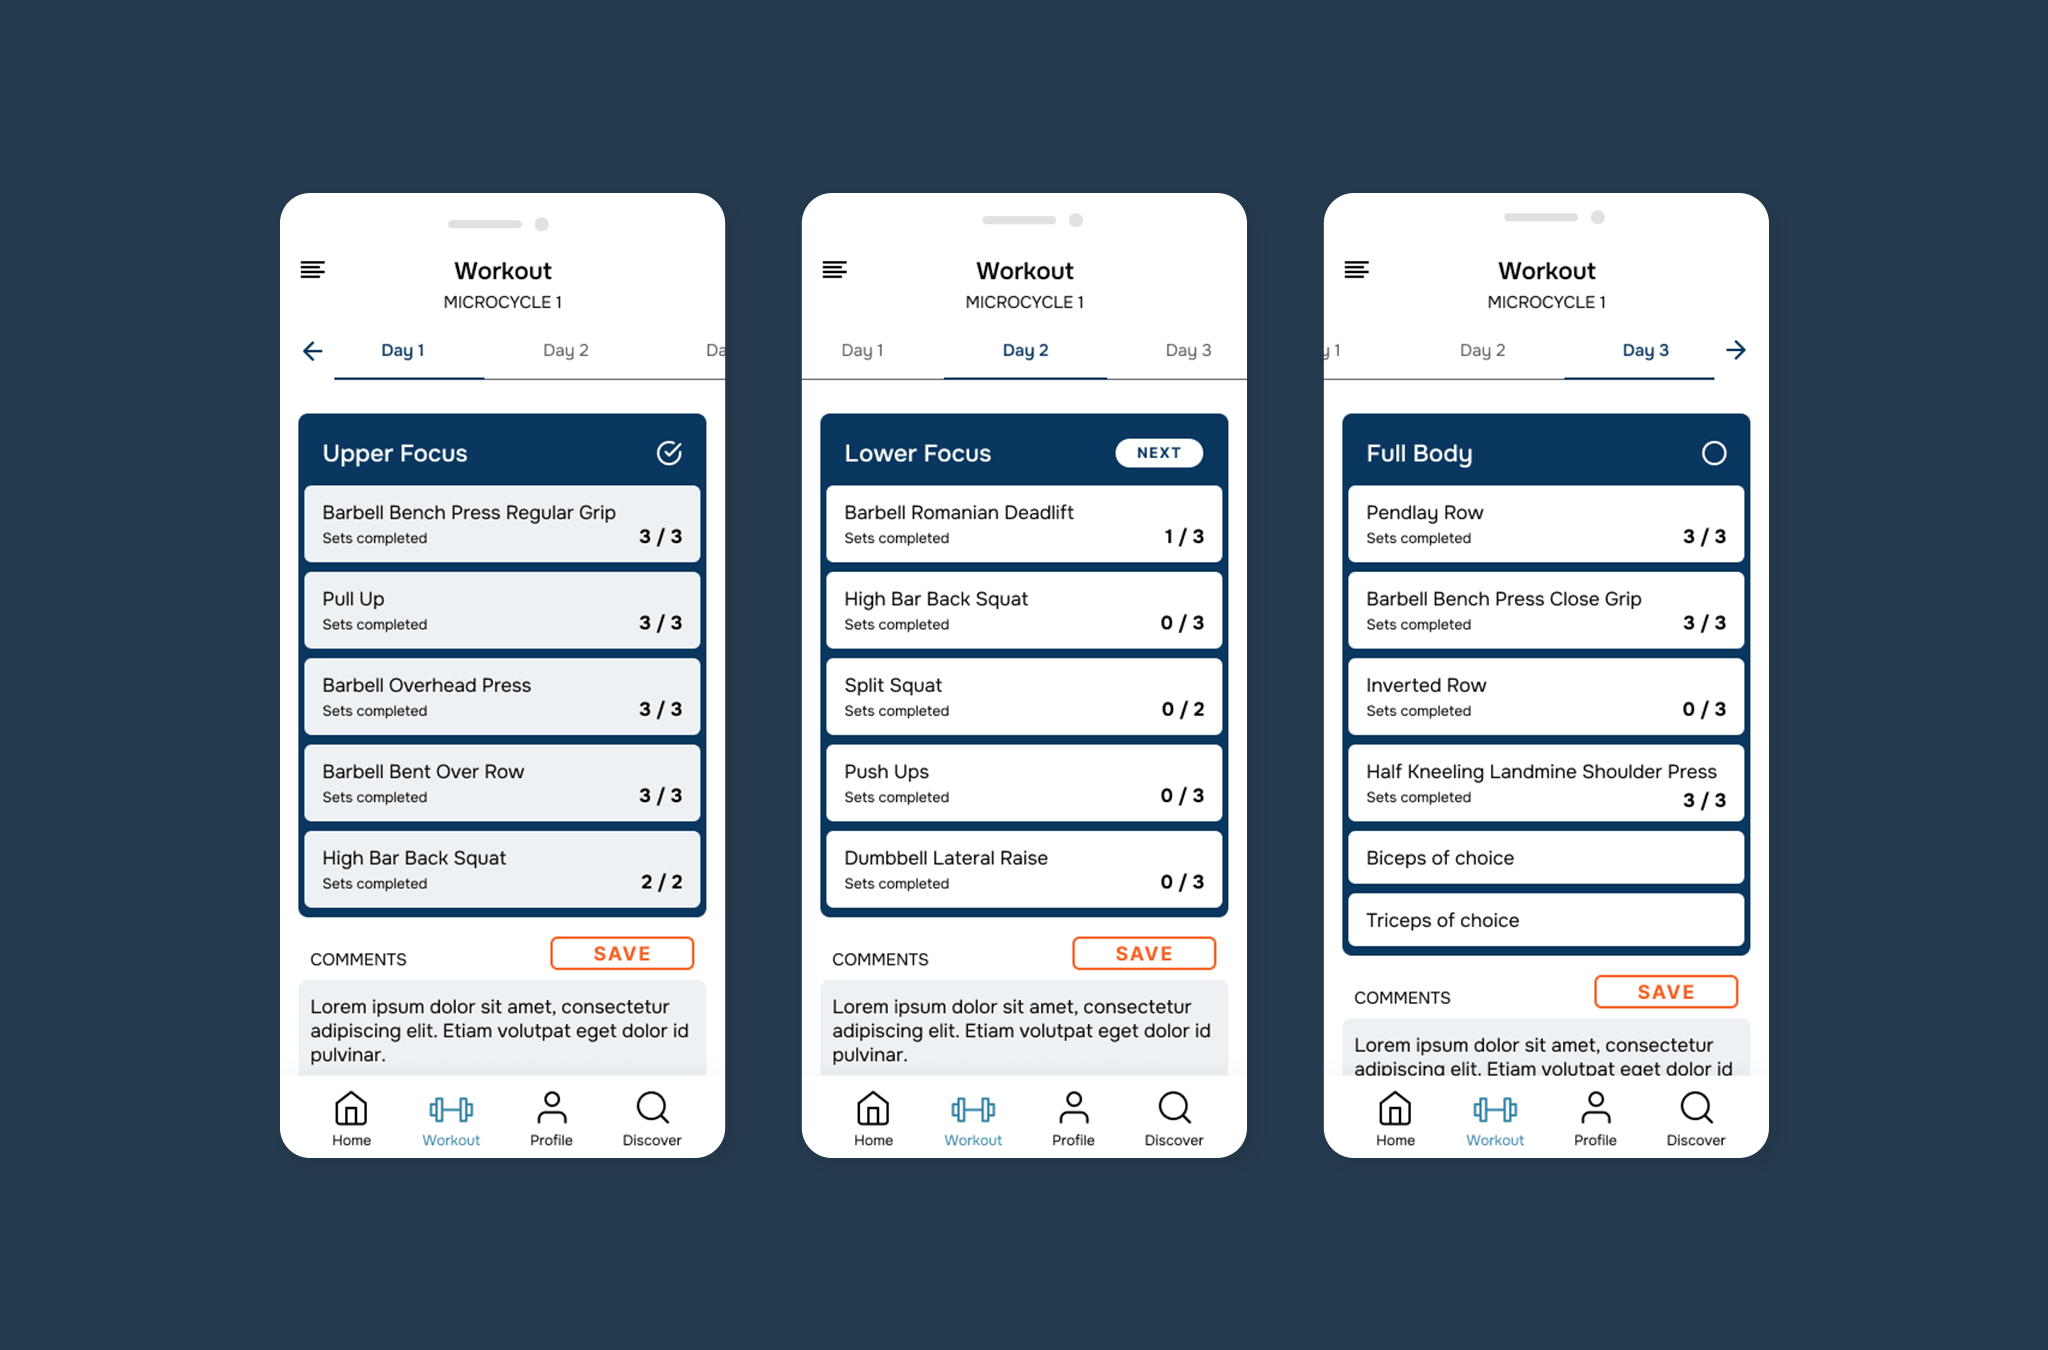 Workout
MICROCYCLE 1
Day 1 Day 2 Da
Upper Focus
Barbell Bench Press Regular Grip
Sets completed 3 / 3
Pull Up
Sets completed 3 / 3
Barbell Overhead Press
Sets completed 3 / 3
Barbell Bent Over Row
Sets completed 3 / 3
High Bar Back Squat
Sets completed 2 / 2
COMMENTS SAVE
Lorem ipsum dolor sit amet, consectetur
adipiscing elit. Etiam volutpat eget dolor id
pulvinar.
Home Workout Profile Discover
Workout
MICROCYCLE 1
Day 1 Day 2 Day 3
Lower Focus NEXT
Barbell Romanian Deadlift
Sets completed 1 / 3
High Bar Back Squat
Sets completed 0 / 3
Split Squat
Sets completed 0 / 2
Push Ups
Sets completed 0 / 3
Dumbbell Lateral Raise
Sets completed 0 / 3
COMMENTS SAVE
Lorem ipsum dolor sit amet, consectetur
adipiscing elit. Etiam volutpat eget dolor id
pulvinar.
Home Workout Profile Discover
Workout
MICROCYCLE 1
y 1 Day 2 Day 3
Full Body
Pendlay Row
Sets completed 3 / 3
Barbell Bench Press Close Grip
Sets completed 3 / 3
Inverted Row
Sets completed 0 / 3
Half Kneeling Landmine Shoulder Press
Sets completed 3 / 3
Biceps of choice
Triceps of choice
COMMENTS SAVE
Lorem ipsum dolor sit amet, consectetur
adipiscing elit. Etiam volutpat eget dolor id
Home Workout Profile Discover